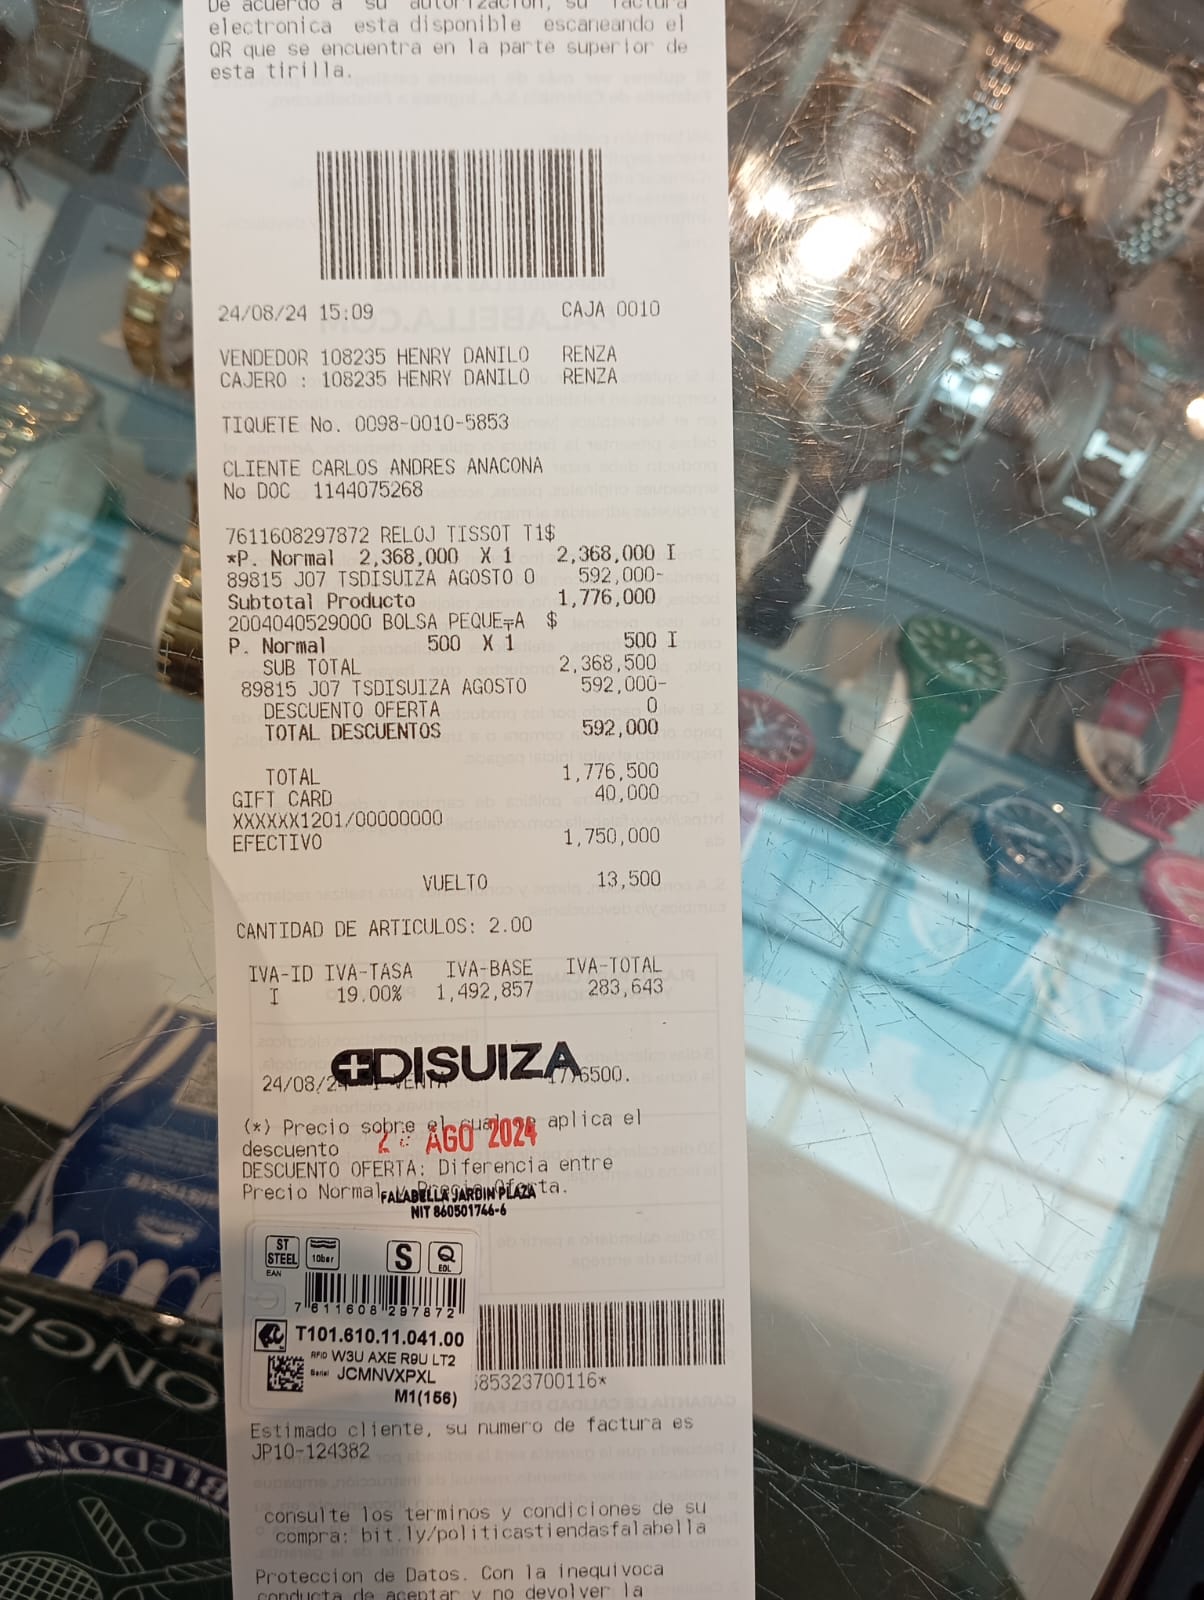 De acuerdo a su autorizacion, su factura
electronica esta disponible escaneando el
QR que se encuentra en la parte superior de
esta tirilla.
24/08/24 15:09 CAJA 0010
VENDEDOR 108235 HENRY DANILO RENZA
CAJERO : 108235 HENRY DANILO RENZA
TIQUETE No. 0098-0010-5853
CLIENTE CARLOS ANDRES ANACONA
No DOC 1144075268
7611608297872 RELOJ TISSOT T1$
*P. Normal 2,368,000 X 1 2,368,000 I
89815 J07 TSDISUIZA AGOSTO 0 592,000-
Subtotal Producto 1,776,000
2004040529000 BOLSA PEQUE╤A $
P. Normal 500 X 1 500 I
SUB TOTAL 2,368,500
89815 J07 TSDISUIZA AGOSTO 592,000-
DESCUENTO OFERTA 0
TOTAL DESCUENTOS 592,000
TOTAL 1,776,500
GIFT CARD 40,000
XXXXXX1201/00000000
EFECTIVO 1,750,000
VUELTO 13,500
CANTIDAD DE ARTICULOS: 2.00
IVA-ID IVA-TASA IVA-BASE IVA-TOTAL
I 19.00% 1,492,857 283,643
DISUIZA
24/08/24 VENTA 1776500.
(*) Precio sobre el cual se aplica el
AGO 2024
descuento
DESCUENTO OFERTA: Diferencia entre
Precio Normal y Precio Oferta.
FALABELLA JARDIN PLAZA
NIT 860501746-6
ST STEEL 10bar S Q EOL
EAN
7 611608 297872
T101.610.11.041.00
RFID W3U AXE R9U LT2
Serial JCMNVXPXL
M1(156)
585323700116*
Estimado cliente, su numero de factura es
JP10-124382
consulte los terminos y condiciones de su
compra: bit.ly/politicastiendasfalabella
Proteccion de Datos. Con la inequivoca
conducta de aceptar y no devolver la